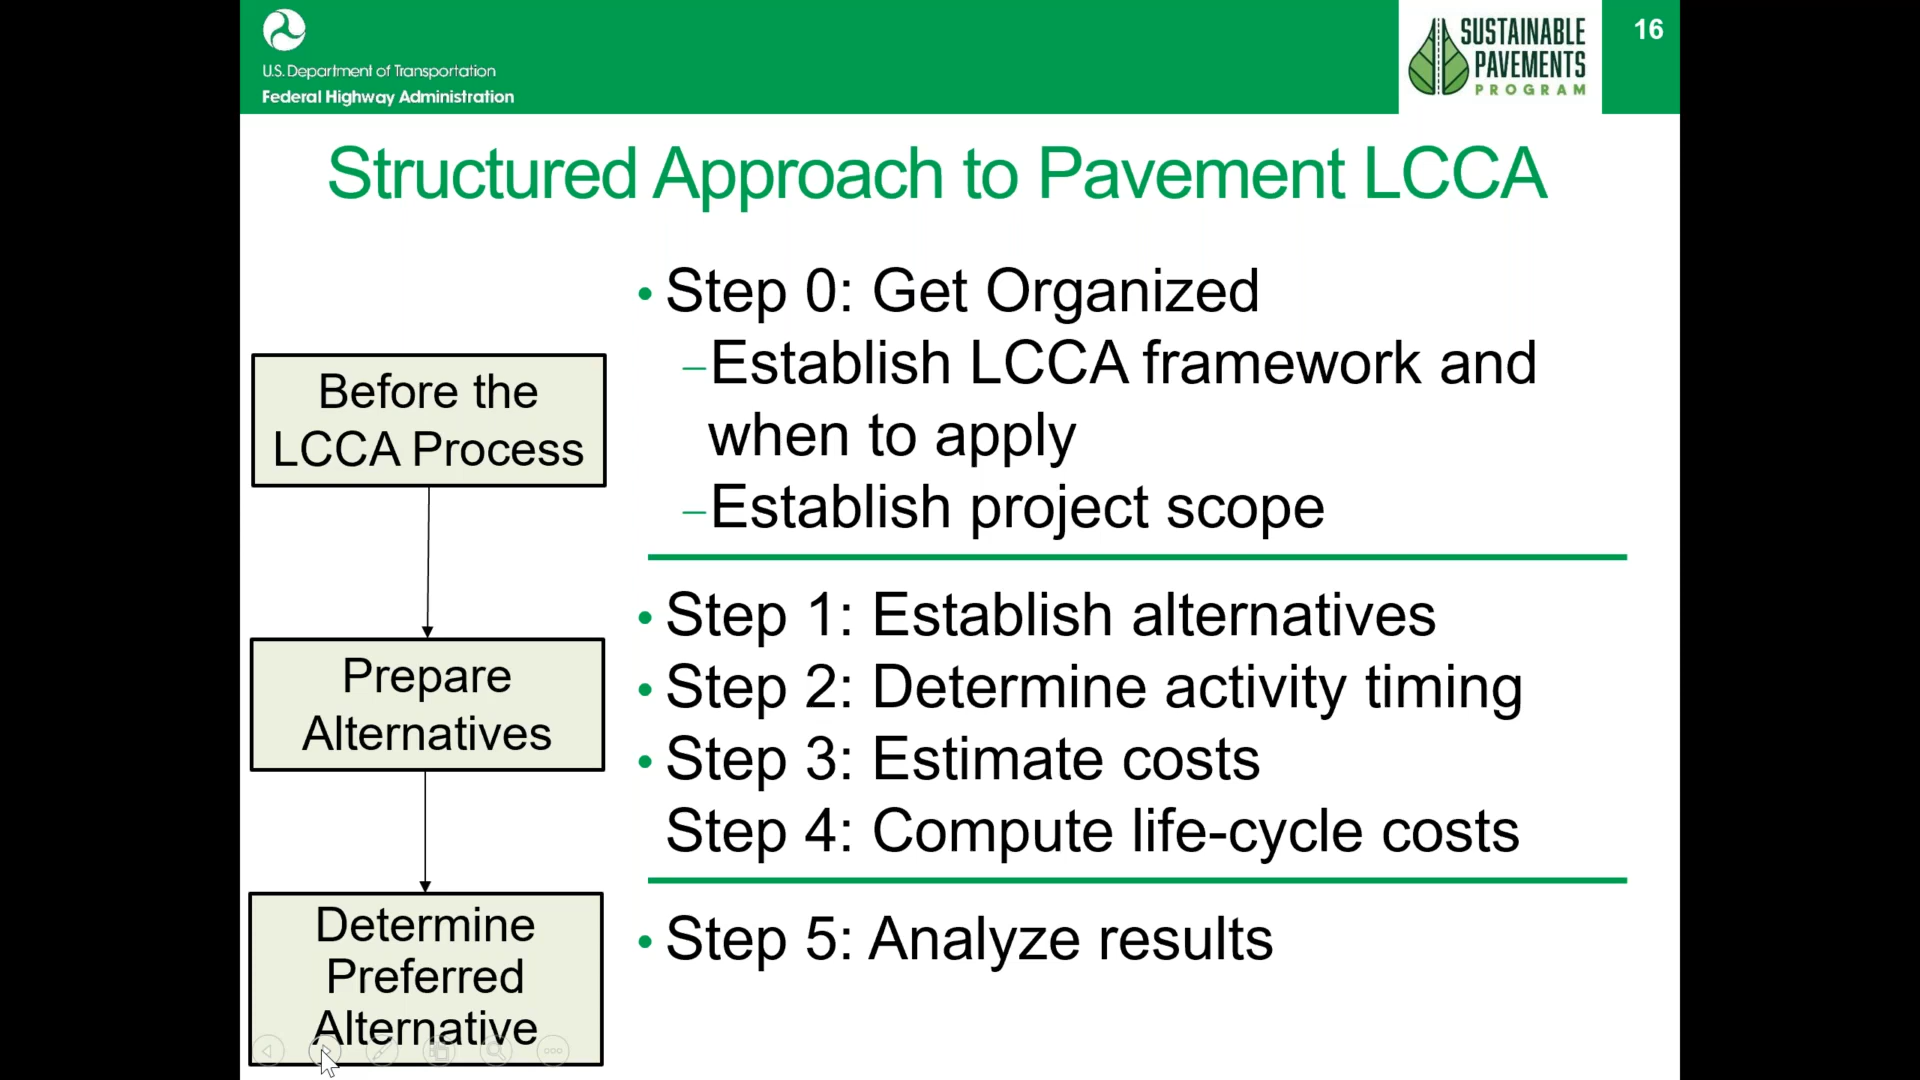 U.S. Department of Transportation
Federal Highway Administration
SUSTAINABLE
PAVEMENTS
PROGRAM
16
Structured Approach to Pavement LCCA
Before the
LCCA Process
Prepare
Alternatives
Determine
Preferred
Alternative
• Step 0: Get Organized
–Establish LCCA framework and
when to apply
–Establish project scope
• Step 1: Establish alternatives
• Step 2: Determine activity timing
• Step 3: Estimate costs
Step 4: Compute life-cycle costs
• Step 5: Analyze results